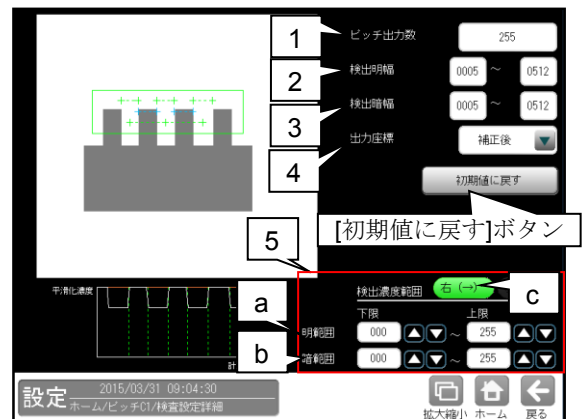 1
ピッチ出力数
255
2
検出明幅
0005 ～ 0512
3
検出暗幅
0005 ～ 0512
4
出力座標
補正後
初期値に戻す
[初期値に戻す]ボタン
5
平滑化濃度
計
検出濃度範囲
右 (→)
c
下限
上限
a
明範囲
000 ～ 255
b
暗範囲
000 ～ 255
設定
2015/03/31 09:04:30
ホーム/ピッチC1/検査設定詳細
拡大縮小
ホーム
戻る